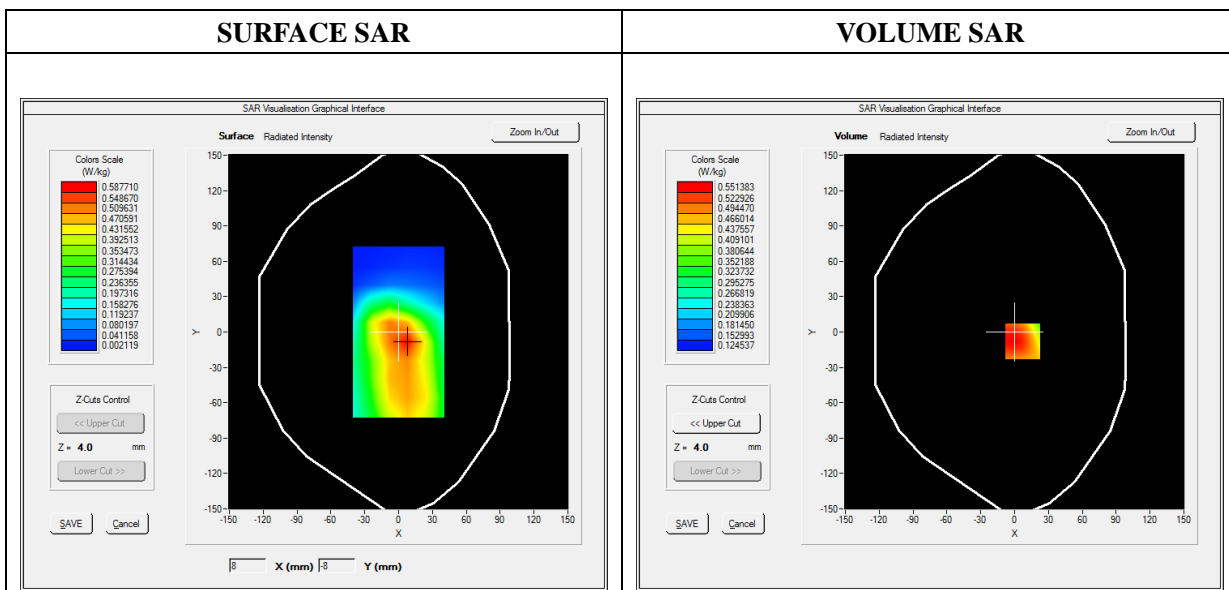 SURFACE SAR
VOLUME SAR
SAR Visualisation Graphical Interface
Surface Radiated Intensity
Zoom In/Out
Colors Scale
(W/kg)
0.587710
0.548670
0.509631
0.470591
0.431552
0.392513
0.353473
0.314434
0.275394
0.236355
0.197316
0.158276
0.119237
0.080197
0.041158
0.002119
150
120
90
60
30
0
-30
-60
-90
-120
-150
Y
-150 -120 -90 -60 -30 0 30 60 90 120 150
X
Z-Cuts Control
<< Upper Cut
Z = 4.0 mm
Lower Cut >>
SAVE Cancel
8 X (mm) -8 Y (mm)
SAR Visualisation Graphical Interface
Volume Radiated Intensity
Zoom In/Out
Colors Scale
(W/kg)
0.551383
0.522926
0.494470
0.466014
0.437557
0.409101
0.380644
0.352188
0.323732
0.295275
0.266819
0.238363
0.209906
0.181450
0.152993
0.124537
150
120
90
60
30
0
-30
-60
-90
-120
-150
Y
-150 -120 -90 -60 -30 0 30 60 90 120 150
X
Z-Cuts Control
<< Upper Cut
Z = 4.0 mm
Lower Cut >>
SAVE Cancel